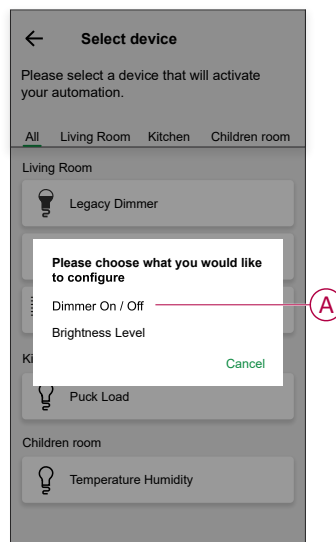 Select device
Please select a device that will activate
your automation.
All Living Room Kitchen Children room
Living Room
Legacy Dimmer
Please choose what you would like
to configure
Dimmer On / Off
A
Brightness Level
Cancel
Ki
Puck Load
Children room
Temperature Humidity